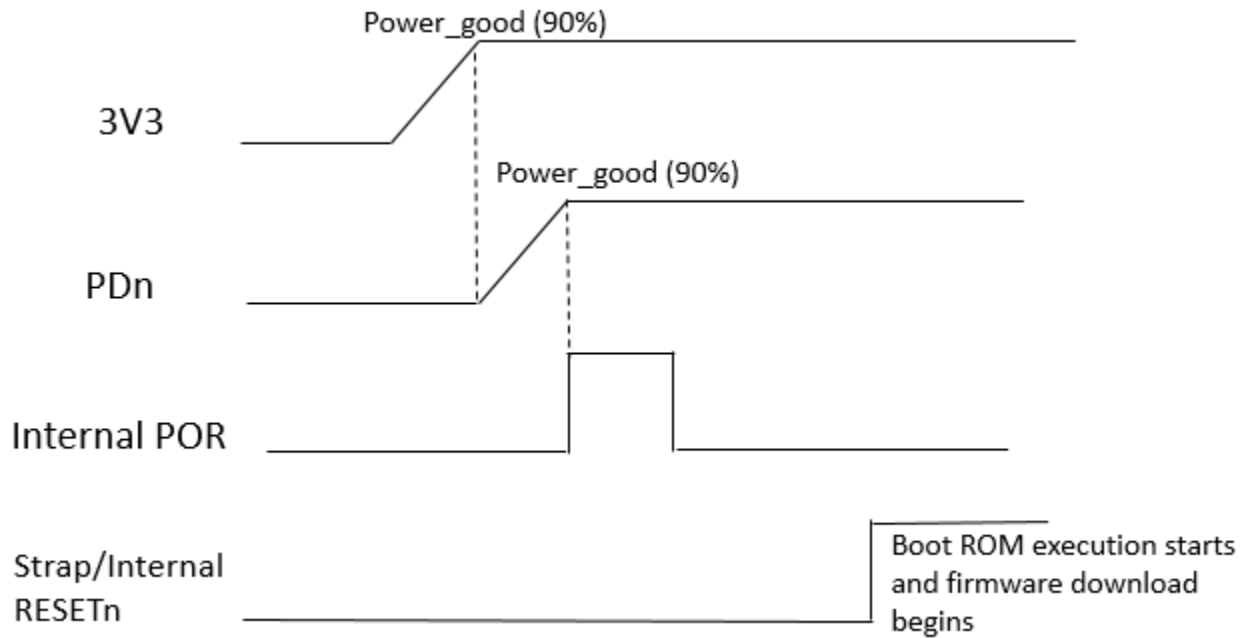 Power_good (90%)
3V3
Power_good (90%)
PDn
Internal POR
Strap/Internal
RESETn
Boot ROM execution starts
and firmware download
begins